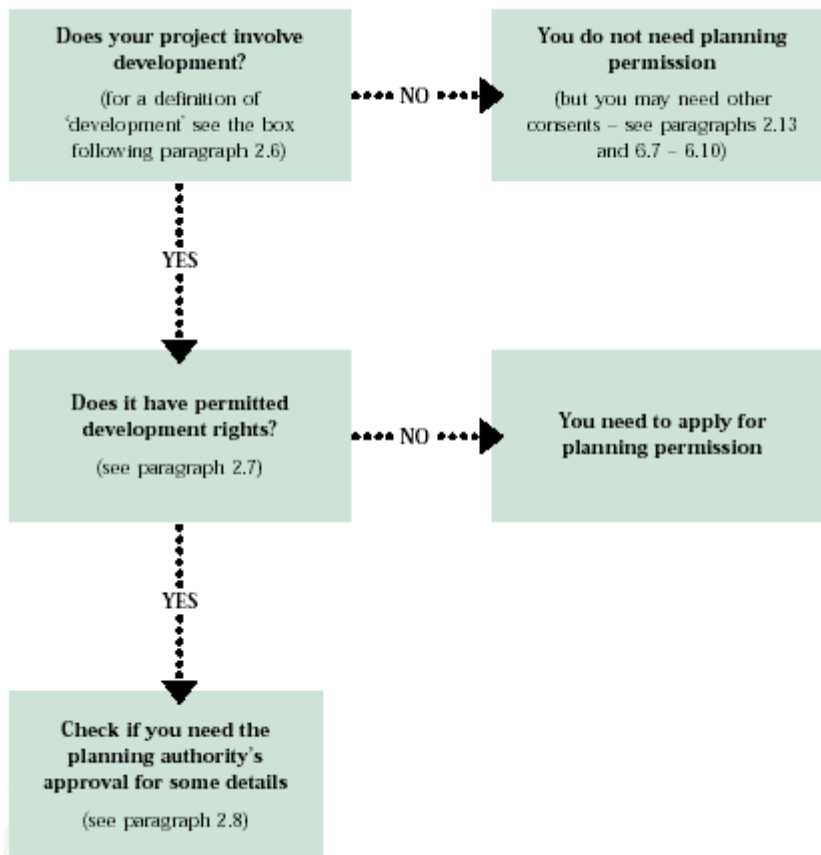 Does your project involve
development?
(for a definition of
'development' see the box
following paragraph 2.6)
NO
You do not need planning
permission
(but you may need other
consents – see paragraphs 2.13
and 6.7 – 6.10)
YES
Does it have permitted
development rights?
(see paragraph 2.7)
NO
You need to apply for
planning permission
YES
Check if you need the
planning authority's
approval for some details
(see paragraph 2.8)